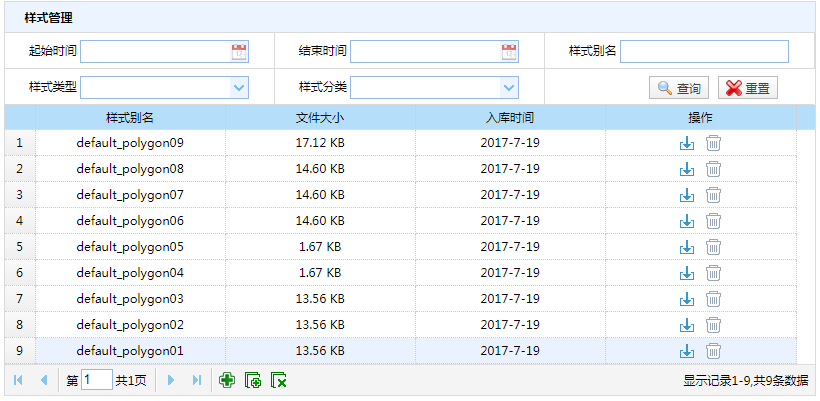 样式管理
起始时间 结束时间 样式别名
样式类型 样式分类 查询 重置
样式别名 文件大小 入库时间 操作
1 default_polygon09 17.12 KB 2017-7-19
2 default_polygon08 14.60 KB 2017-7-19
3 default_polygon07 14.60 KB 2017-7-19
4 default_polygon06 14.60 KB 2017-7-19
5 default_polygon05 1.67 KB 2017-7-19
6 default_polygon04 1.67 KB 2017-7-19
7 default_polygon03 13.56 KB 2017-7-19
8 default_polygon02 13.56 KB 2017-7-19
9 default_polygon01 13.56 KB 2017-7-19
第 1 共1页 显示记录1-9,共9条数据